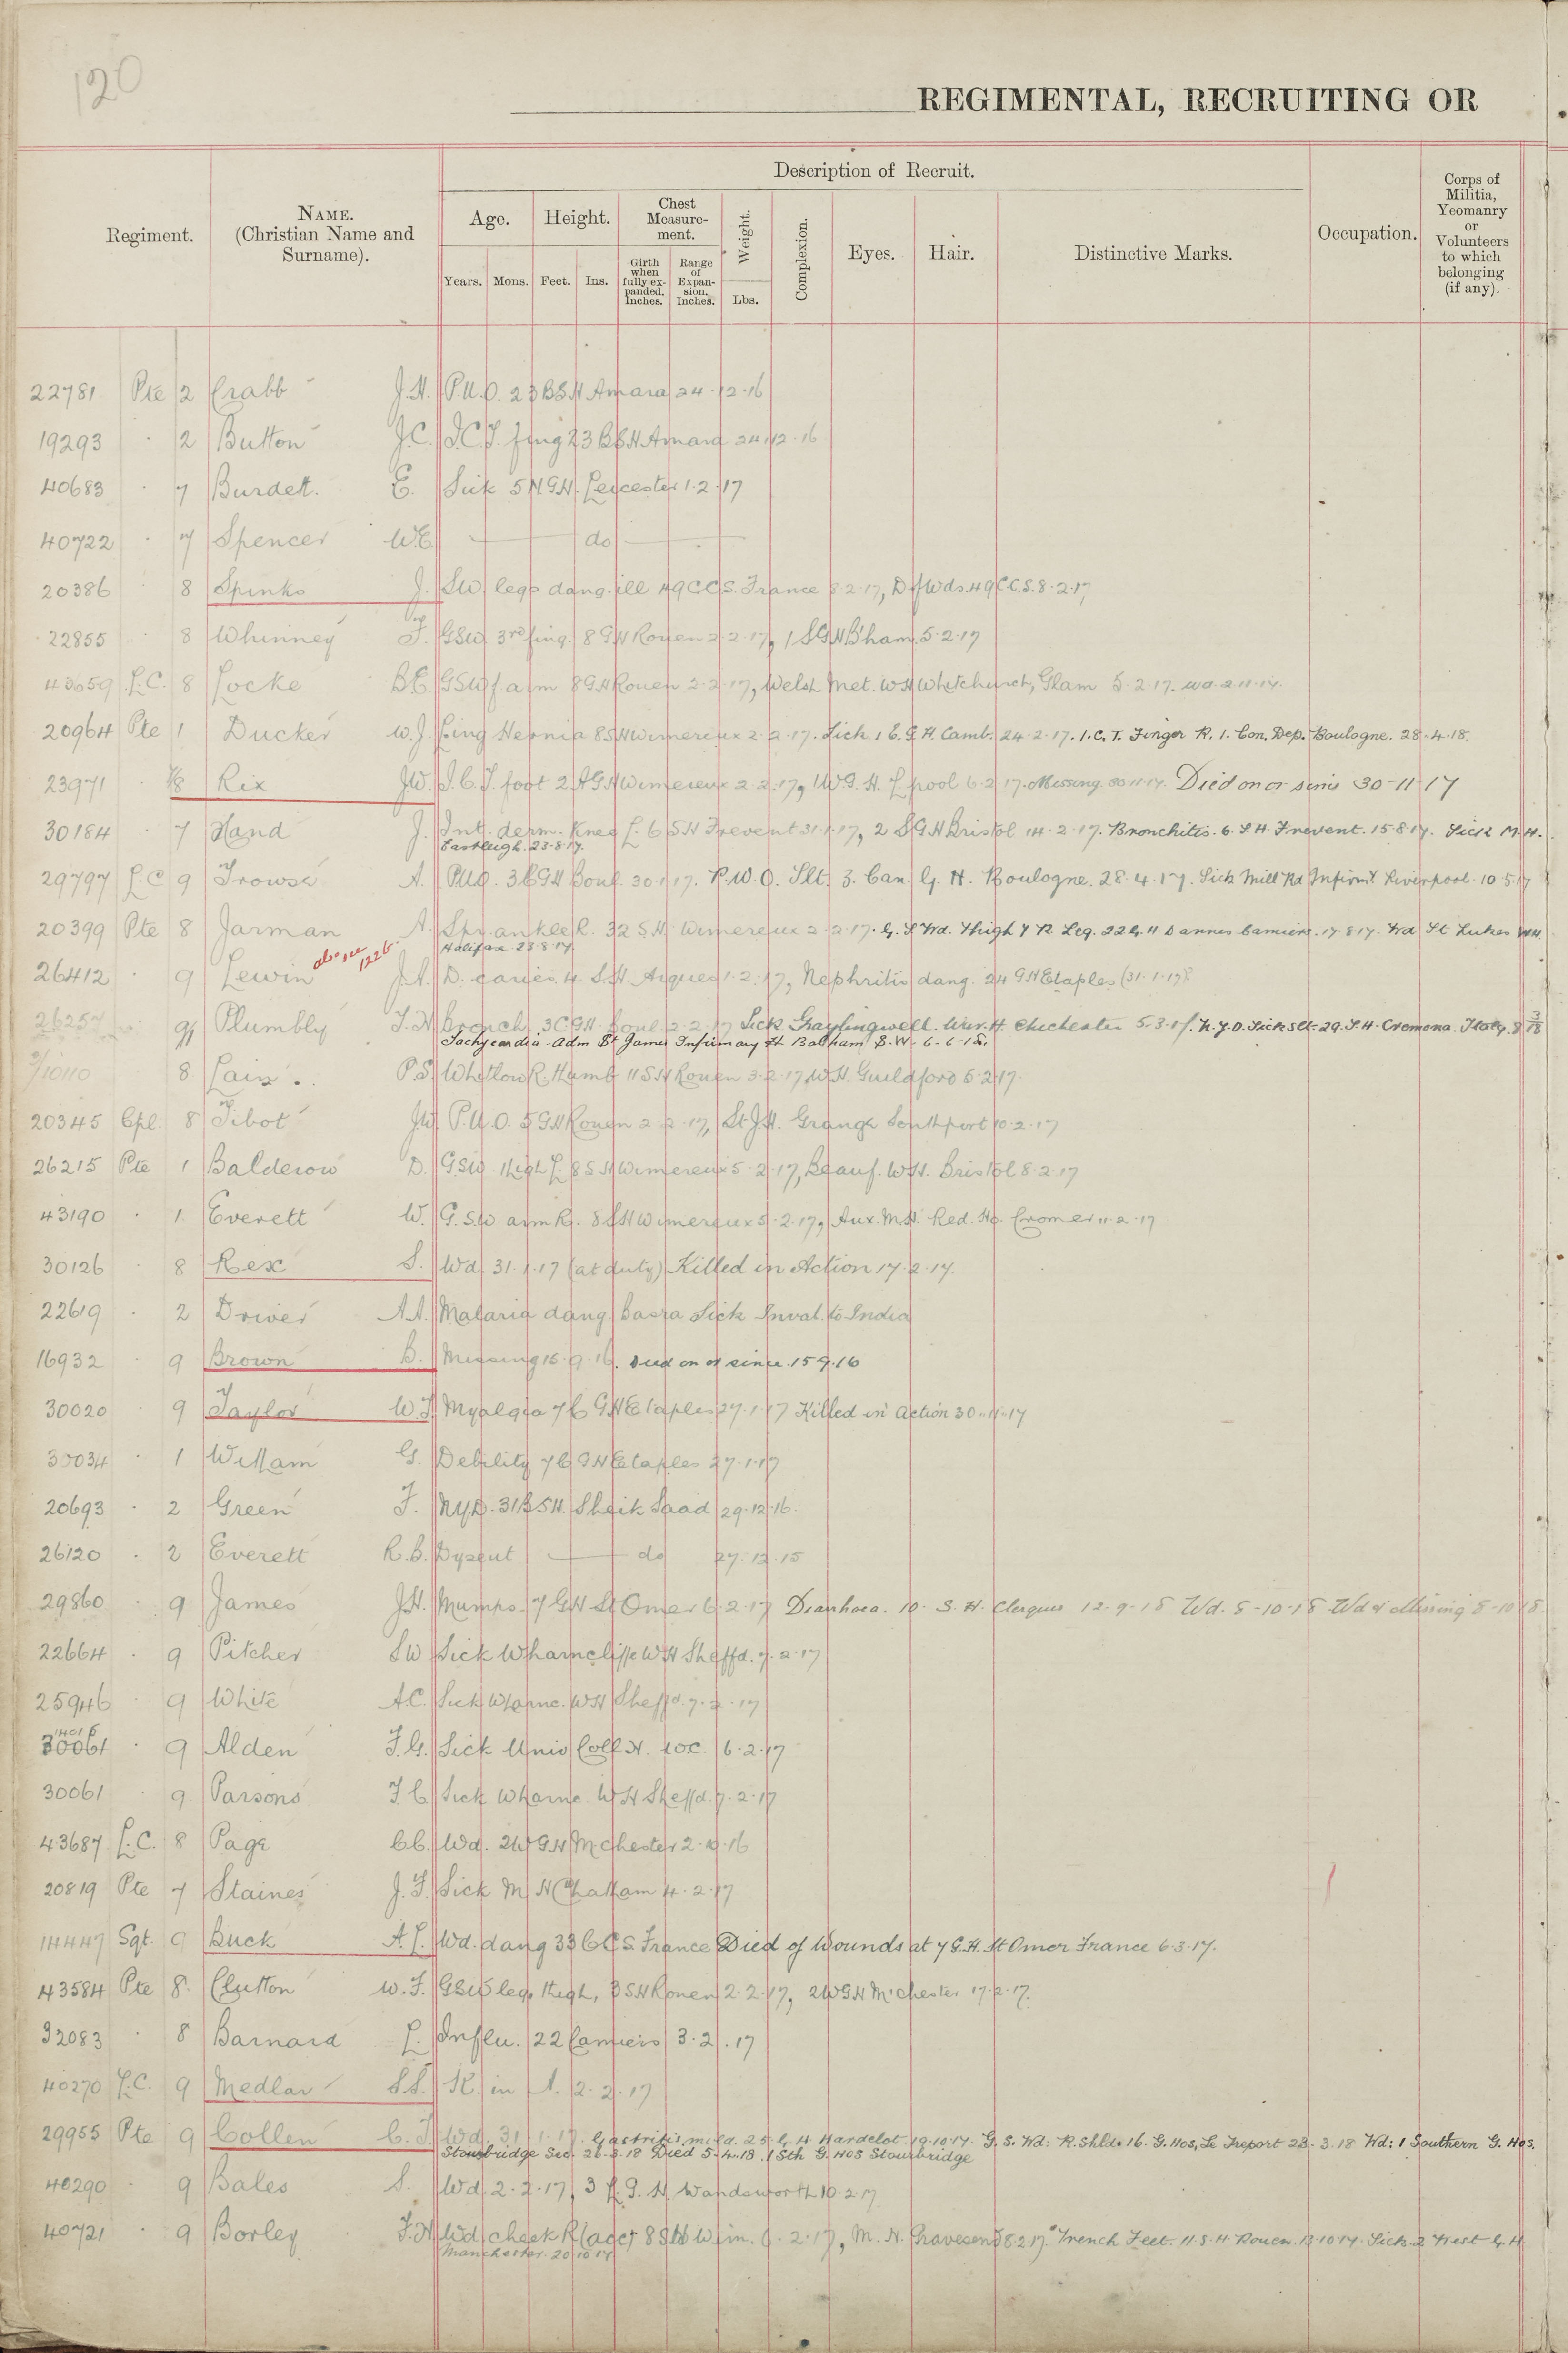 120
REGIMENTAL, RECRUITING OR
Regiment.
NAME.
(Christian Name and
Surname).
Description of Recruit.
Age.
Height.
Chest
Measure-
ment.
Weight.
Complexion.
Eyes.
Hair.
Distinctive Marks.
Occupation.
Corps of
Militia,
Yeomanry
or
Volunteers
to which
belonging
(if any).
Years.
Mons.
Feet.
Ins.
Girth
when
fully ex-
panded.
Inches.
Range
of
Expan-
sion.
Inches.
Lbs.
22781 Pte 2 Crabb J.H. P.U.O. 23 BSH Amara 24.12.16
19293 . 2 Button J.C. I.C.T. fing 23 BSH Amara 24.12.16
40683 . 7 Burdett. E. Sick 5 N.G.H. Leicester 1.2.17
40722 . 7 Spencer W.E. do
20386 8 Spinks J. SW legs dang. ill 49 CCS. France 8.2.17, D of Wds. 49 C.C.S. 8.2.17
22855 8 Whinney F. GSW 3rd fing. 8 GH Rouen 2.2.17, 1 SGH B'ham. 5.2.17
43059 L.C. 8 Locke B.E. GSW f arm 8 GH Rouen 2.2.17, Welsh Met. WH Whitchurch, Glam 5.2.17. Wd. 2.11.17.
20964 Pte 1 Ducker W.J. Ing Hernia 8 SH Wimereux 2.2.17. Sick 1 E.G.H. Camb. 24.2.17. I.C.T. Finger R. 1. Con. Dep. Boulogne. 28.4.18.
23971 . 7/8 Rix J.W. I.C.T. foot 2 AGH Wimereux 2.2.17, 1 W.G.H. L'pool 6.2.17. Missing 30.11.17. Died on or since 30-11-17
30184 . 7 Hand J. Int. derm. Knee L. 6 SH Frevent 31.1.17, 2 SGH Bristol 14.2.17. Bronchitis. 6. S.H. Frevent. 15.8.17. Sick M.H.
Eastleigh. 23.8.17.
29797 L.C 9 Trowse A. PUO. 3 CGH Boul. 30.1.17. P.W.O. Slt. 3. Can. G. H. Boulogne. 28.4.17. Sick Mill Rd Infirm'y Liverpool. 10.5.17
20399 Pte 8 Jarman A. Spr. ankle R. 32 S.H. Wimereux 2.2.17. G.S Wd. Thigh & R Leg. 22 G.H Dannes Camiers. 17.8.17. Wd St Lukes WH.
Halifax 23.8.17.
also see 1226.
26412 . 9 Lewin J.A. D. caries. 4 S.H. Arques 1.2.17, Nephritis dang. 24 GH Etaples (31.1.17)
26257 9 Plumbly T.H Bronch. 3 CGH Boul. 2.2.17 Sick Graylingwell. War. H. Chichester 5.3.17. N.Y.D. Sick slt. 29. S.H. Cremona. Italy. 8 3/18
Tachycardia. Adm St James Infirmary H Balham S.W. 6-6-18.
3/10110 8 Lain. P.S. Whitlow R. thumb 11 SH Rouen 3.2.17, W.H. Guildford 6.2.17.
20345 Cpl. 8 Tibot J.W. P.U.O. 5 GH Rouen 2.2.17, St J.H. Grange Southport 10.2.17
26215 Pte 1 Balderow D. GSW. thigh L. 8 SH Wimereux 5.2.17, Beauf. W.H. Bristol 8.2.17
43190 . 1. Everett W. G.S.W. arm R. 8 SH Wimereux 5.2.17, Aux. M.H. Red. Ho. Cromer 11.2.17
30126 . 8 Rex S. Wd. 31.1.17 (at duty) Killed in Action 17.2.17.
22619 . 2 Driver A.A. Malaria dang. Basra Sick Inval. to India
16932 . 9 Brown B. Missing 15.9.16. Died on or since 15.9.16
30020 . 9 Taylor W.J. Myalgia 7 C GH Etaples 27.1.17 Killed in Action 30.11.17
30034 . 1 Willam G. Debility 7 C GH Etaples 27.1.17
20693 . 2 Green F. NYD. 31 BSH. Sheik Saad 29.12.16.
26120 . 2 Everett R.B. Dysent do 27.12.15
29860 . 9 James J.H. Mumps. 7 GH St Omer 6.2.17 Diarrhoea. 10. S. H. Clerques 12-9-18 Wd. 8-10-18 Wd & Missing 8-10-18.
22664 . 9 Pitcher S.W Sick Wharncliffe WH Sheffd. 7.2.17
25946 . 9 White A.C. Sick Wharnc. WH Sheffd. 7.2.17
14016
30061 . 9 Alden F.G. Sick Univ Coll H. 6.2.17
30061 . 9 Parsons F.C. Sick Wharnc. WH Sheffd. 7.2.17
43687 L.C. 8 Page C.C. Wd. 2 W GH M'chester 2.10.16
20819 Pte 7 Staines J.F. Sick M H Chatham 4.2.17
14447 Sgt. 9 Buck A.L. Wd. dang 33 CCS France Died of Wounds at 7 G.H. St Omer France 6.3.17.
43584 Pte 8. Clutton W.F. GSW leg, thigh, 3 SH Rouen 2.2.17, 2 W GH M'chester 17.2.17.
32083 . 8 Barnard L. Influ. 22 Camiers 3.2.17
40270 L.C. 9 Medlar S.S. K. in A. 2.2.17
29955 Pte 9 Collen C.J. Wd. 31.1.17. Gastritis mild. 25. G. H Hardelot. 19.10.17. G.S. Wd: R. Shldr 16. G. Hos, Le Treport 23.3.18 Wd: 1 Southern G. Hos.
Stourbridge Sec. 26.3.18 Died 5.4.18. 1 Sth G. Hos Stourbridge
40290 . 9 Bales S. Wd. 2.2.17, 3 L.G.H. Wandsworth 10.2.17
40721 . 9 Borley F.H Wd cheek R (acc) 8 SH Wim. 6.2.17, M.H. Gravesend 8.2.17. Trench Feet. 11. S. H Rouen. 13.10.17. Sick 2 West G. H.
Manchester. 20.10.17